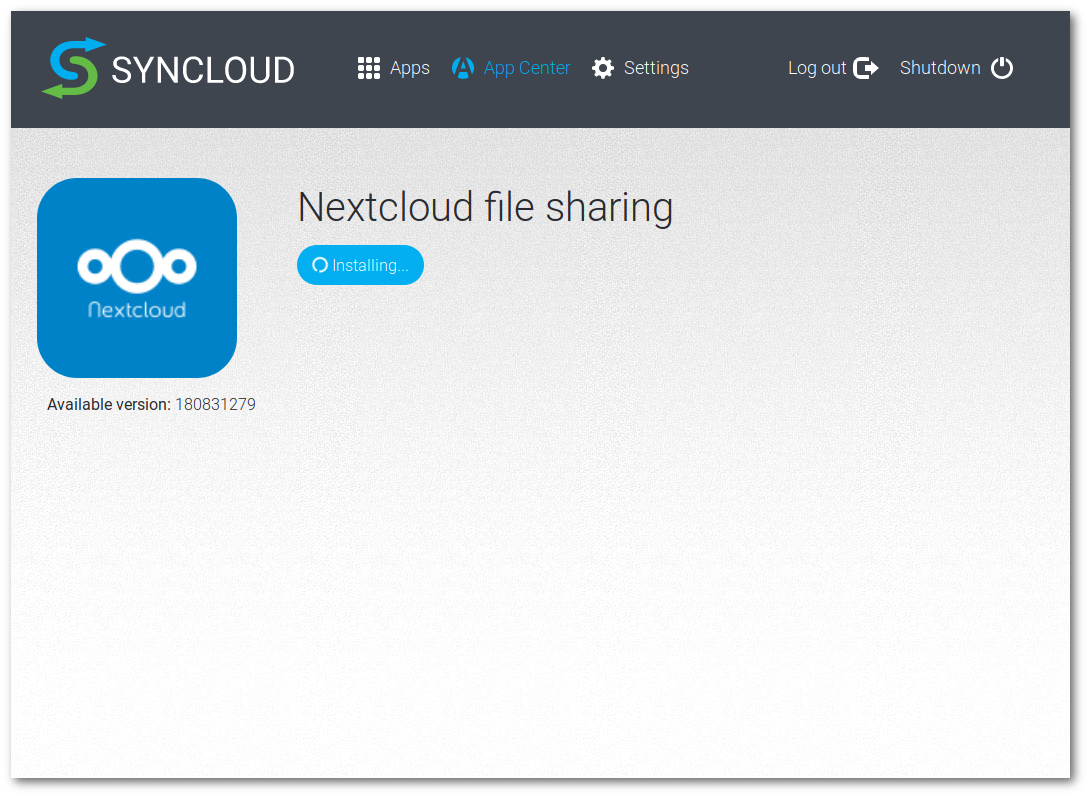 SYNCLOUD Apps App Center Settings Log out Shutdown
Nextcloud file sharing
Installing...
Nextcloud
Available version: 180831279